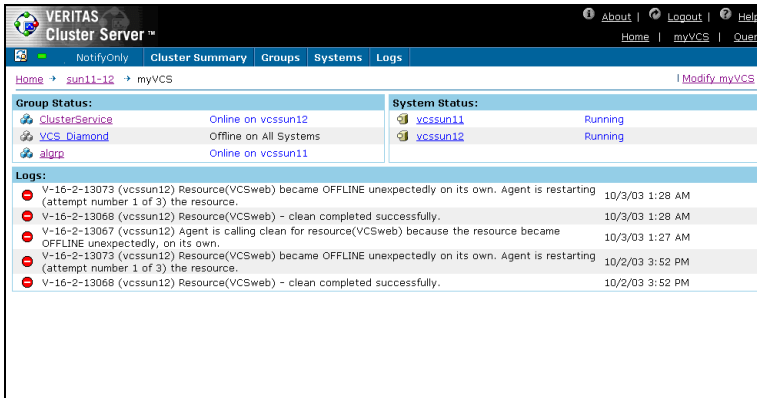 VERITAS
Cluster Server ™
About | Logout | Help
Home | myVCS |
NotifyOnly Cluster Summary Groups Systems Logs
Home → sun11-12 → myVCS
| Modify myVCS
Group Status:
ClusterService Online on vcssun12
VCS_Diamond Offline on All Systems
algrp Online on vcssun11
System Status:
vcssun11 Running
vcssun12 Running
Logs:
V-16-2-13073 (vcssun12) Resource(VCSweb) became OFFLINE unexpectedly on its own. Agent is restarting
(attempt number 1 of 3) the resource. 10/3/03 1:28 AM
V-16-2-13068 (vcssun12) Resource(VCSweb) - clean completed successfully. 10/3/03 1:28 AM
V-16-2-13067 (vcssun12) Agent is calling clean for resource(VCSweb) because the resource became
OFFLINE unexpectedly, on its own. 10/3/03 1:27 AM
V-16-2-13073 (vcssun12) Resource(VCSweb) became OFFLINE unexpectedly on its own. Agent is restarting
(attempt number 1 of 3) the resource. 10/2/03 3:52 PM
V-16-2-13068 (vcssun12) Resource(VCSweb) - clean completed successfully. 10/2/03 3:52 PM